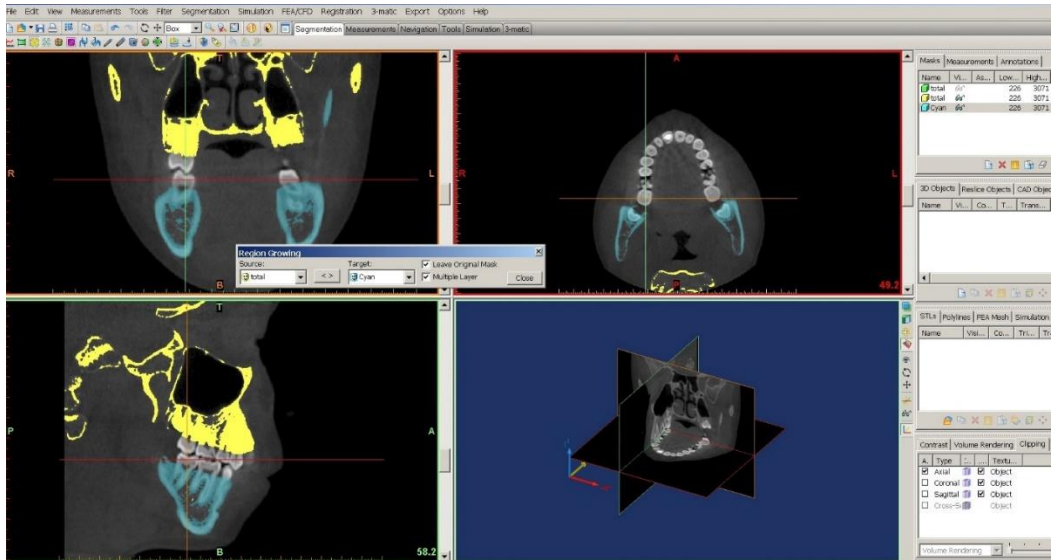 File Edit View Measurements Tools Filter Segmentation Simulation FEA/CFD Registration 3-matic Export Options Help
Box
Segmentation Measurements Navigation Tools Simulation 3-matic
T
R
L
B
A
R
L
49.2
Region Growing
Source:
Target:
Leave Original Mask
total
< >
Cyan
Multiple Layer
Close
T
P
A
B
58.2
Masks Measurements Annotations
Name Vi... As... Low... High...
total 226 3071
total 226 3071
Cyan 226 3071
3D Objects Reslice Objects CAD Objec
Name Vi... Co... T... Trans...
STLs Polylines FEA Mesh Simulation
Name Visi... Co... Tri... Tr
Contrast Volume Rendering Clipping
A. Type ... Textu...
Axial Object
Coronal Object
Sagittal Object
Cross-S Object
Volume Rendering